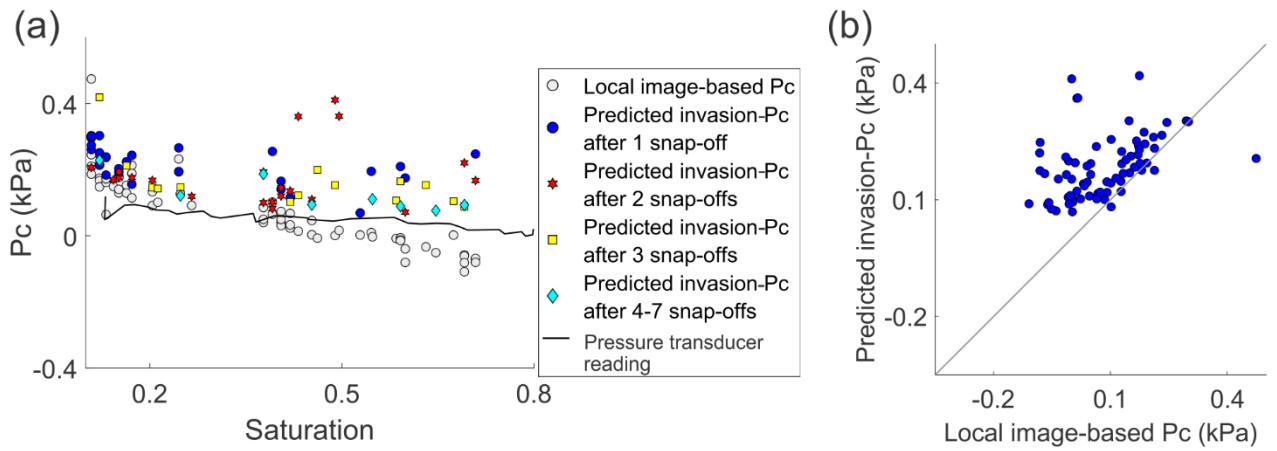 (a)
Pc (kPa)
0.4
0
-0.4
0.2
0.5
0.8
Saturation
Local image-based Pc
Predicted invasion-Pc
after 1 snap-off
Predicted invasion-Pc
after 2 snap-offs
Predicted invasion-Pc
after 3 snap-offs
Predicted invasion-Pc
after 4-7 snap-offs
Pressure transducer
reading
(b)
Predicted invasion-Pc (kPa)
0.4
0.1
-0.2
-0.2
0.1
0.4
Local image-based Pc (kPa)